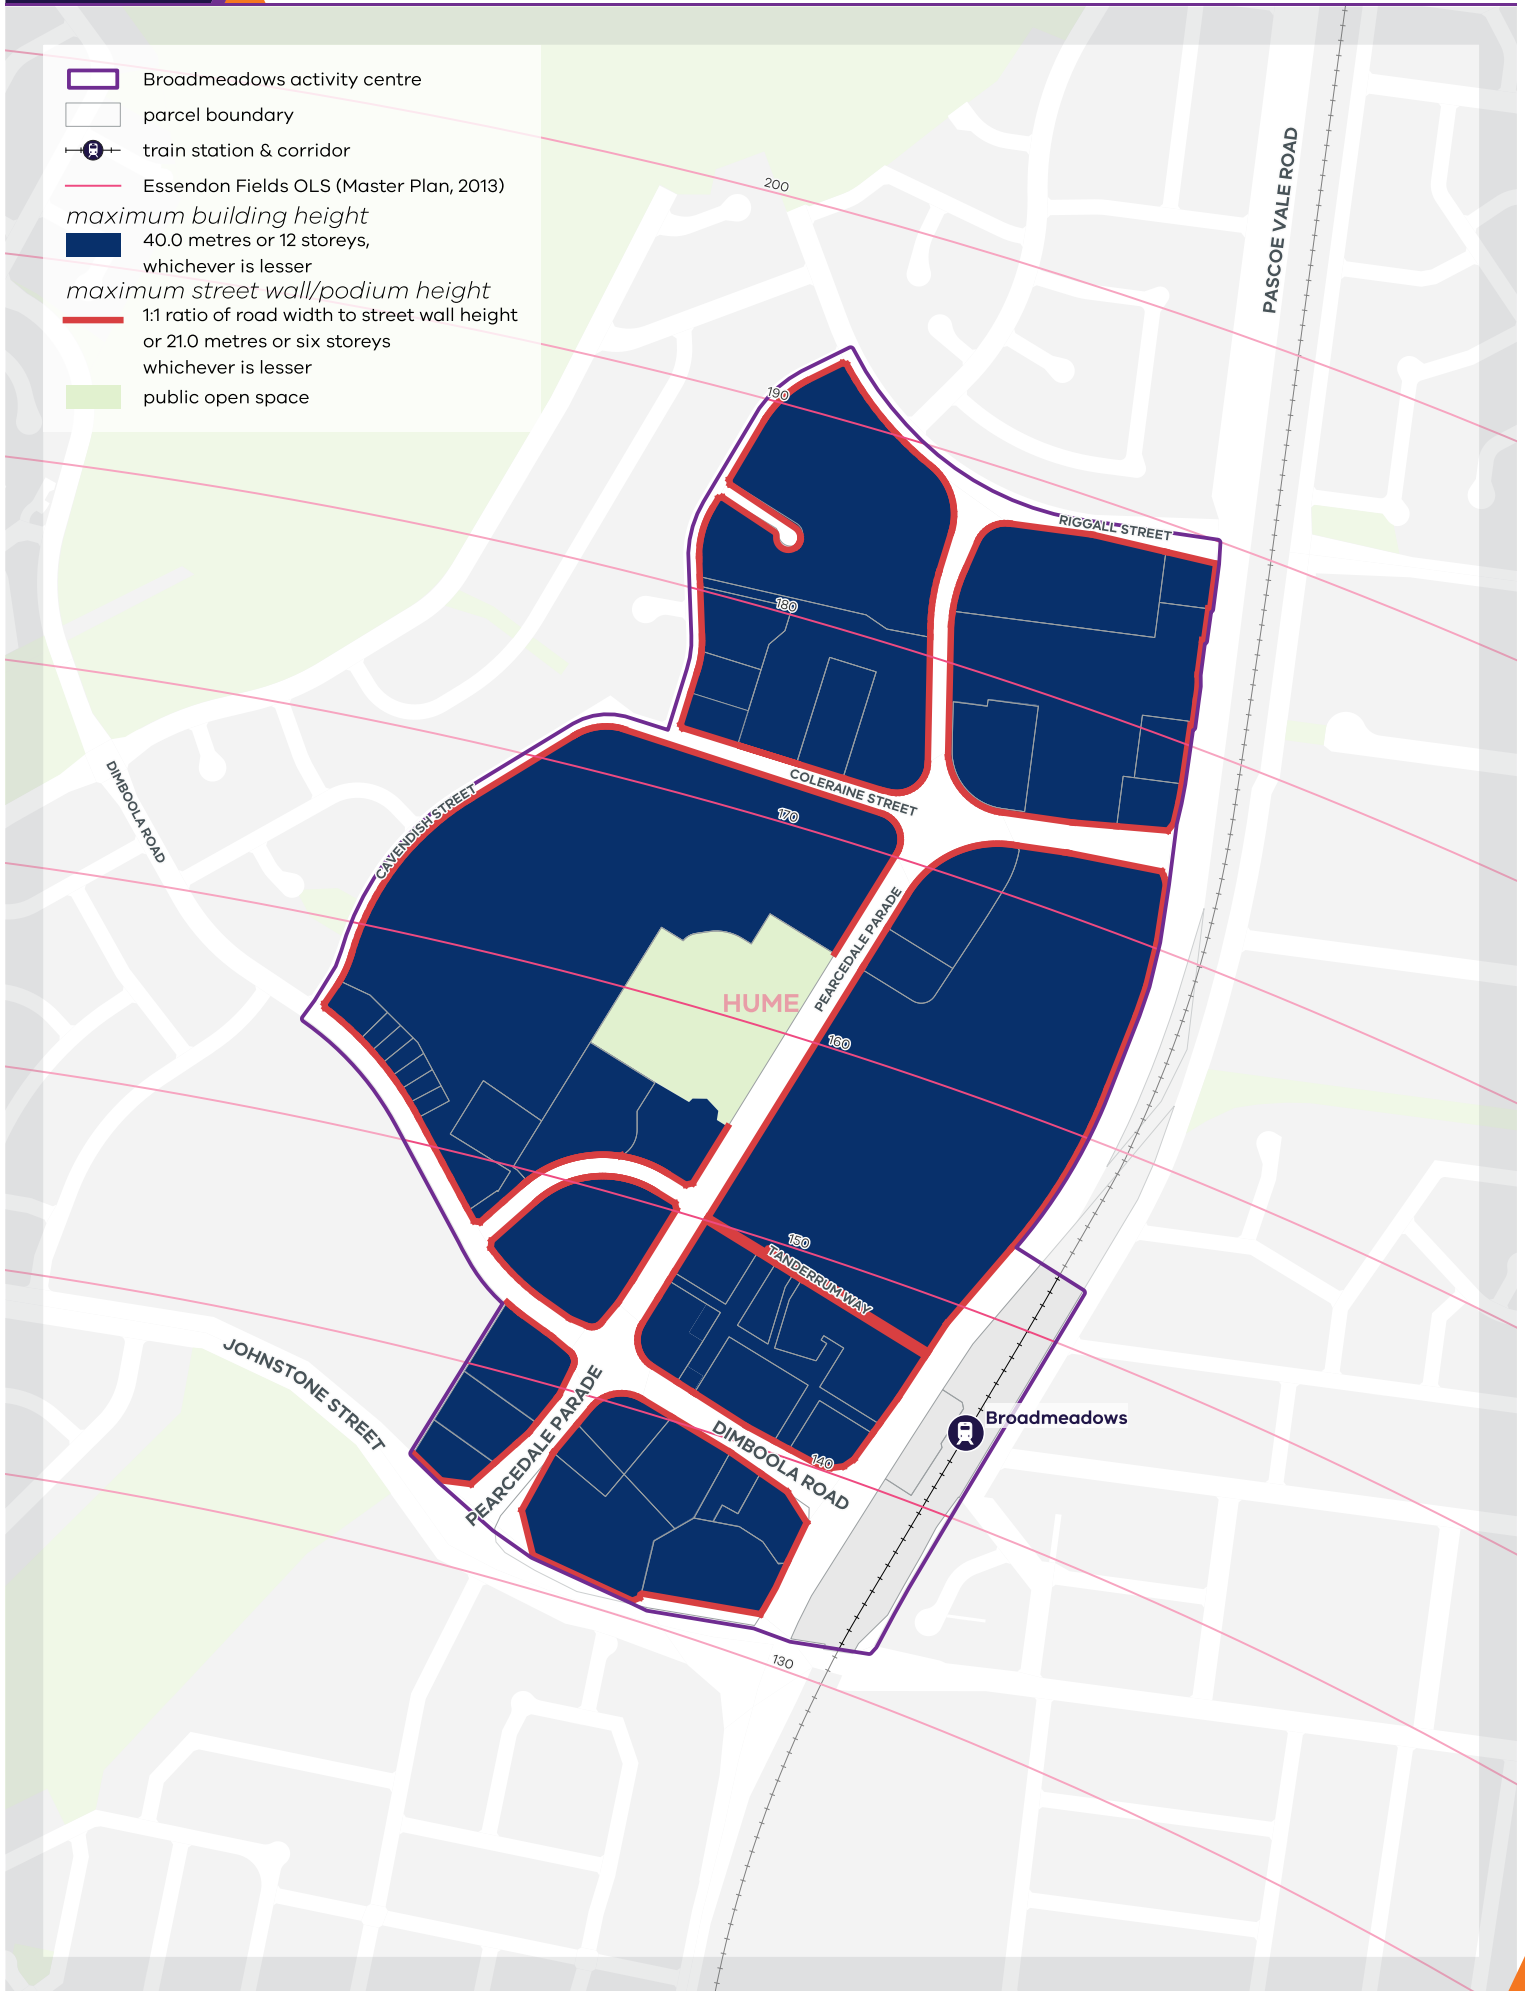 Broadmeadows activity centre
parcel boundary
train station & corridor
Essendon Fields OLS (Master Plan, 2013)
maximum building height
40.0 metres or 12 storeys,
whichever is lesser
maximum street wall/podium height
1:1 ratio of road width to street wall height
or 21.0 metres or six storeys
whichever is lesser
public open space
200
PASCOE VALE ROAD
190
RIGGALL STREET
180
COLERAINE STREET
170
DIMBOOLA ROAD
CAVENDISH STREET
PEARCEDALE PARADE
HUME
160
150
TANDERRUM WAY
JOHNSTONE STREET
PEARCEDALE PARADE
DIMBOOLA ROAD
140
Broadmeadows
130